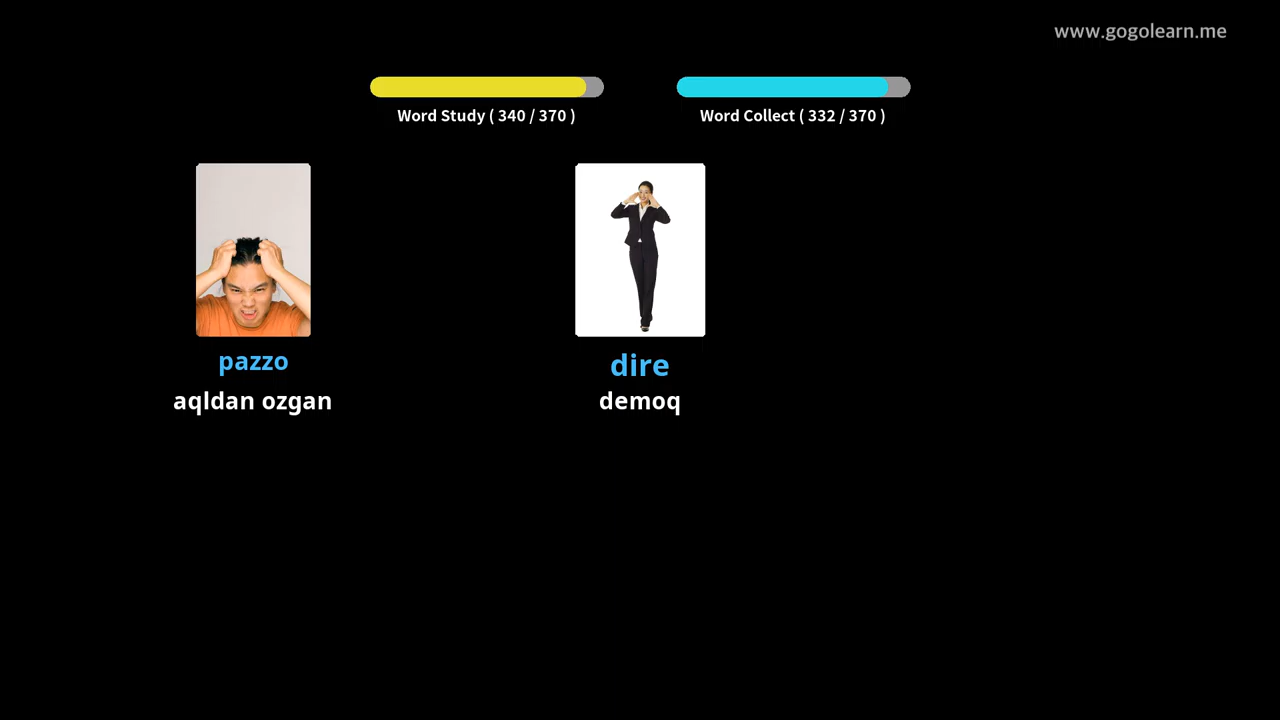 www.gogolearn.me
Word Study ( 340 / 370 )
Word Collect ( 332 / 370 )
pazzo
aqldan ozgan
dire
demoq